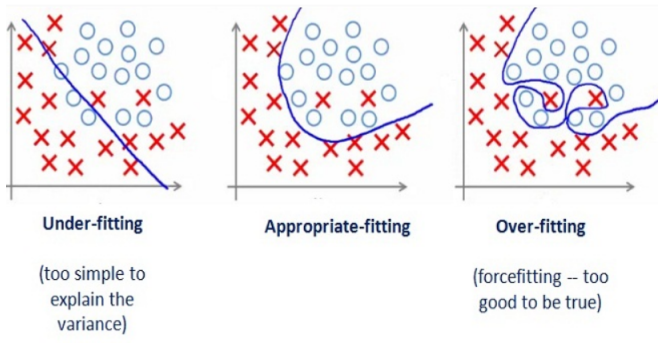 Under-fitting
Appropriate-fitting
Over-fitting
(too simple to
explain the
variance)
(forcefitting -- too
good to be true)